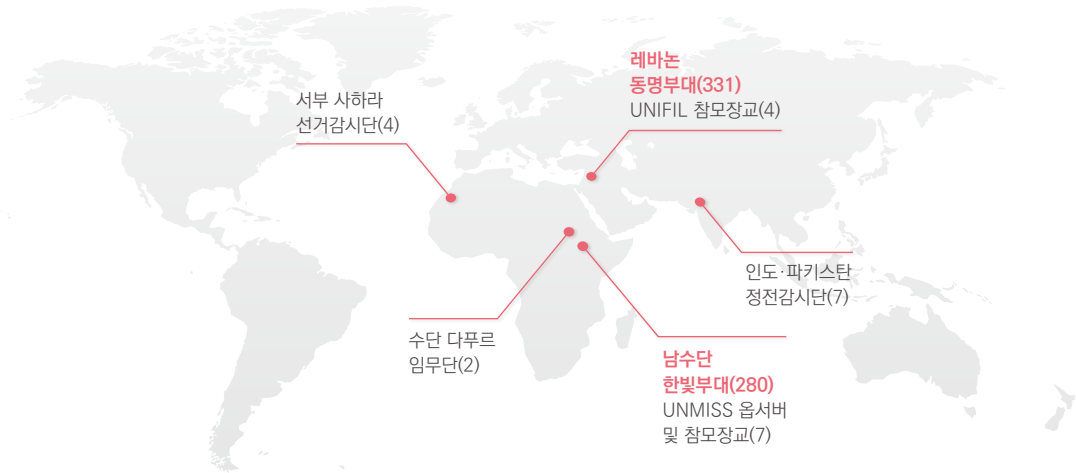 서부 사하라
선거감시단(4)
레바논
동명부대(331)
UNIFIL 참모장교(4)
인도·파키스탄
정전감시단(7)
수단 다푸르
임무단(2)
남수단
한빛부대(280)
UNMISS 옵서버
및 참모장교(7)